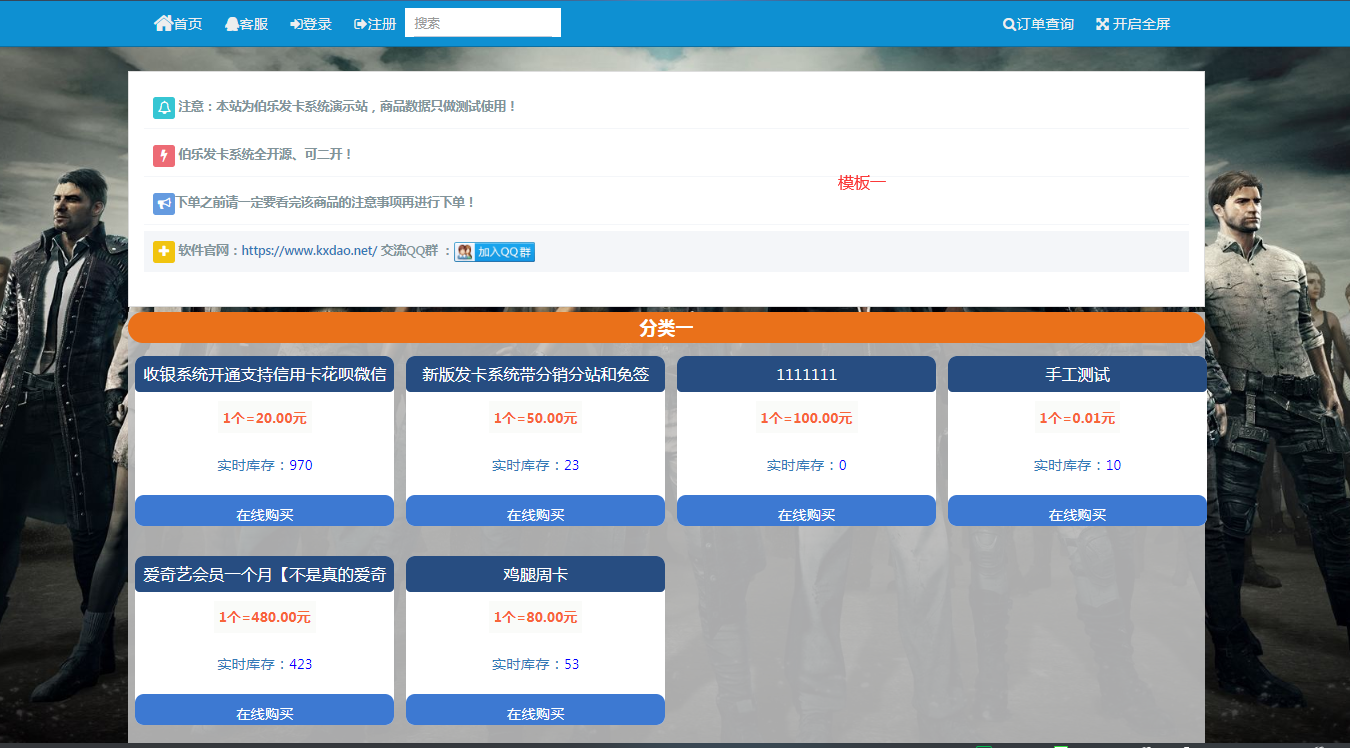 首页 客服 登录 注册 搜索 订单查询 开启全屏
注意：本站为伯乐发卡系统演示站，商品数据只做测试使用！
伯乐发卡系统全开源、可二开！
模板一
下单之前请一定要看完该商品的注意事项再进行下单！
软件官网：https://www.kxdao.net/ 交流QQ群 ： 加入QQ群
分类一
收银系统开通支持信用卡花呗微信
1个=20.00元
实时库存：970
在线购买
新版发卡系统带分销分站和免签
1个=50.00元
实时库存：23
在线购买
1111111
1个=100.00元
实时库存：0
在线购买
手工测试
1个=0.01元
实时库存：10
在线购买
爱奇艺会员一个月【不是真的爱奇
1个=480.00元
实时库存：423
在线购买
鸡腿周卡
1个=80.00元
实时库存：53
在线购买